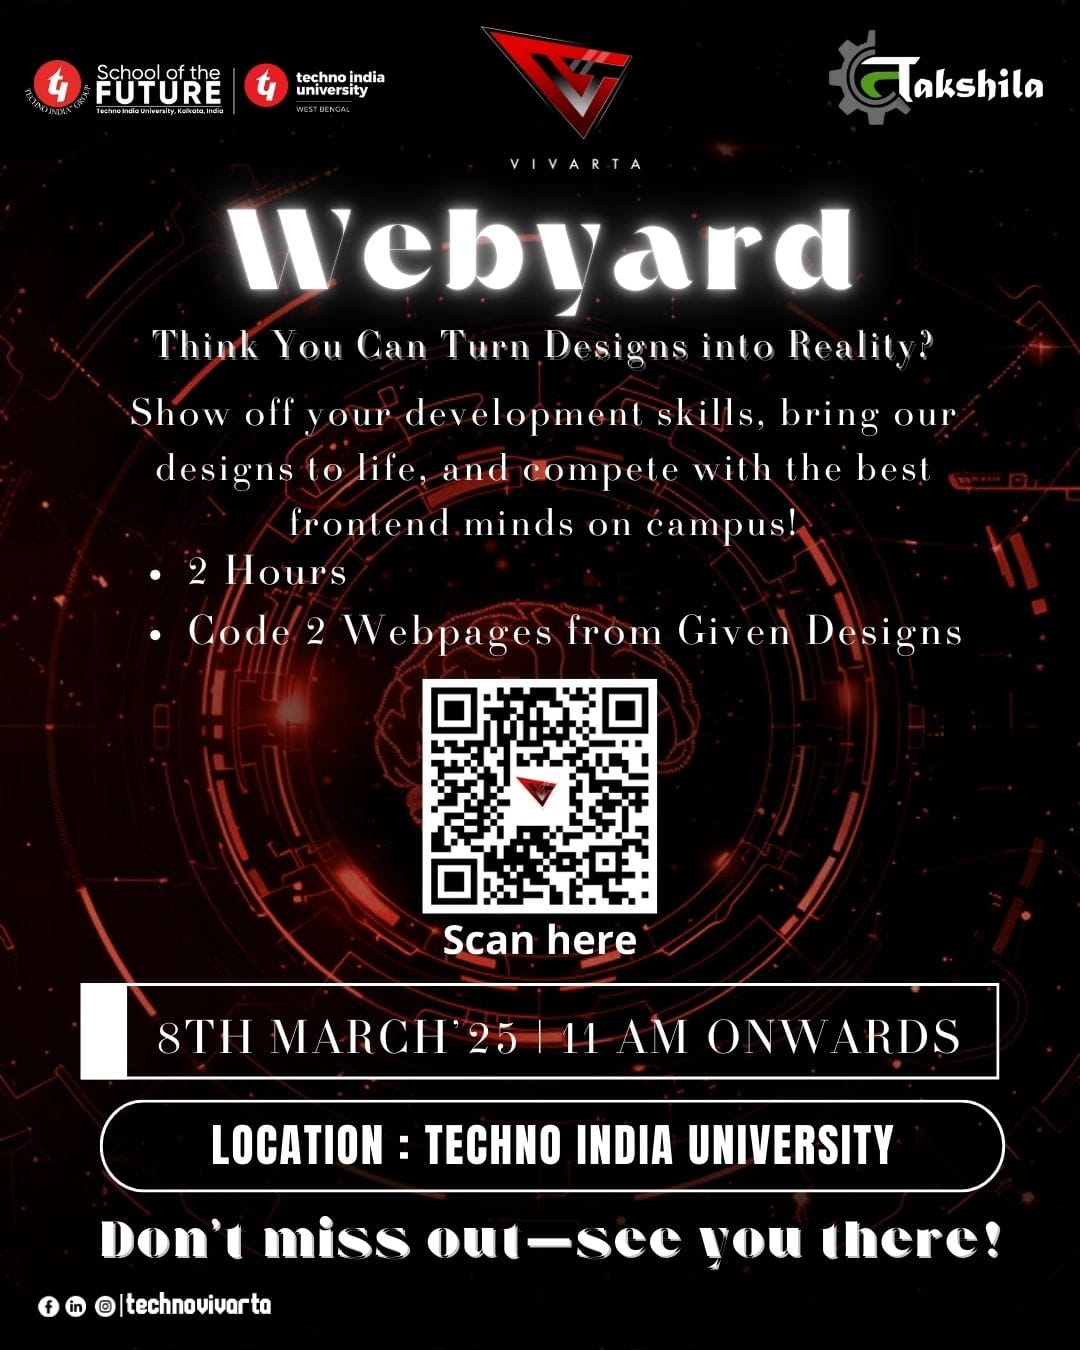 School of the
FUTURE
Techno India University, Kolkata, India
TECHNO INDIA GROUP
techno india
university
WEST BENGAL
VIVARTA
Takshila
Webyard
Think You Can Turn Designs into Reality?
Show off your development skills, bring our
designs to life, and compete with the best
frontend minds on campus!
• 2 Hours
• Code 2 Webpages from Given Designs
Scan here
8TH MARCH'25 | 11 AM ONWARDS
LOCATION : TECHNO INDIA UNIVERSITY
Don't miss out—see you there!
|technovivarta